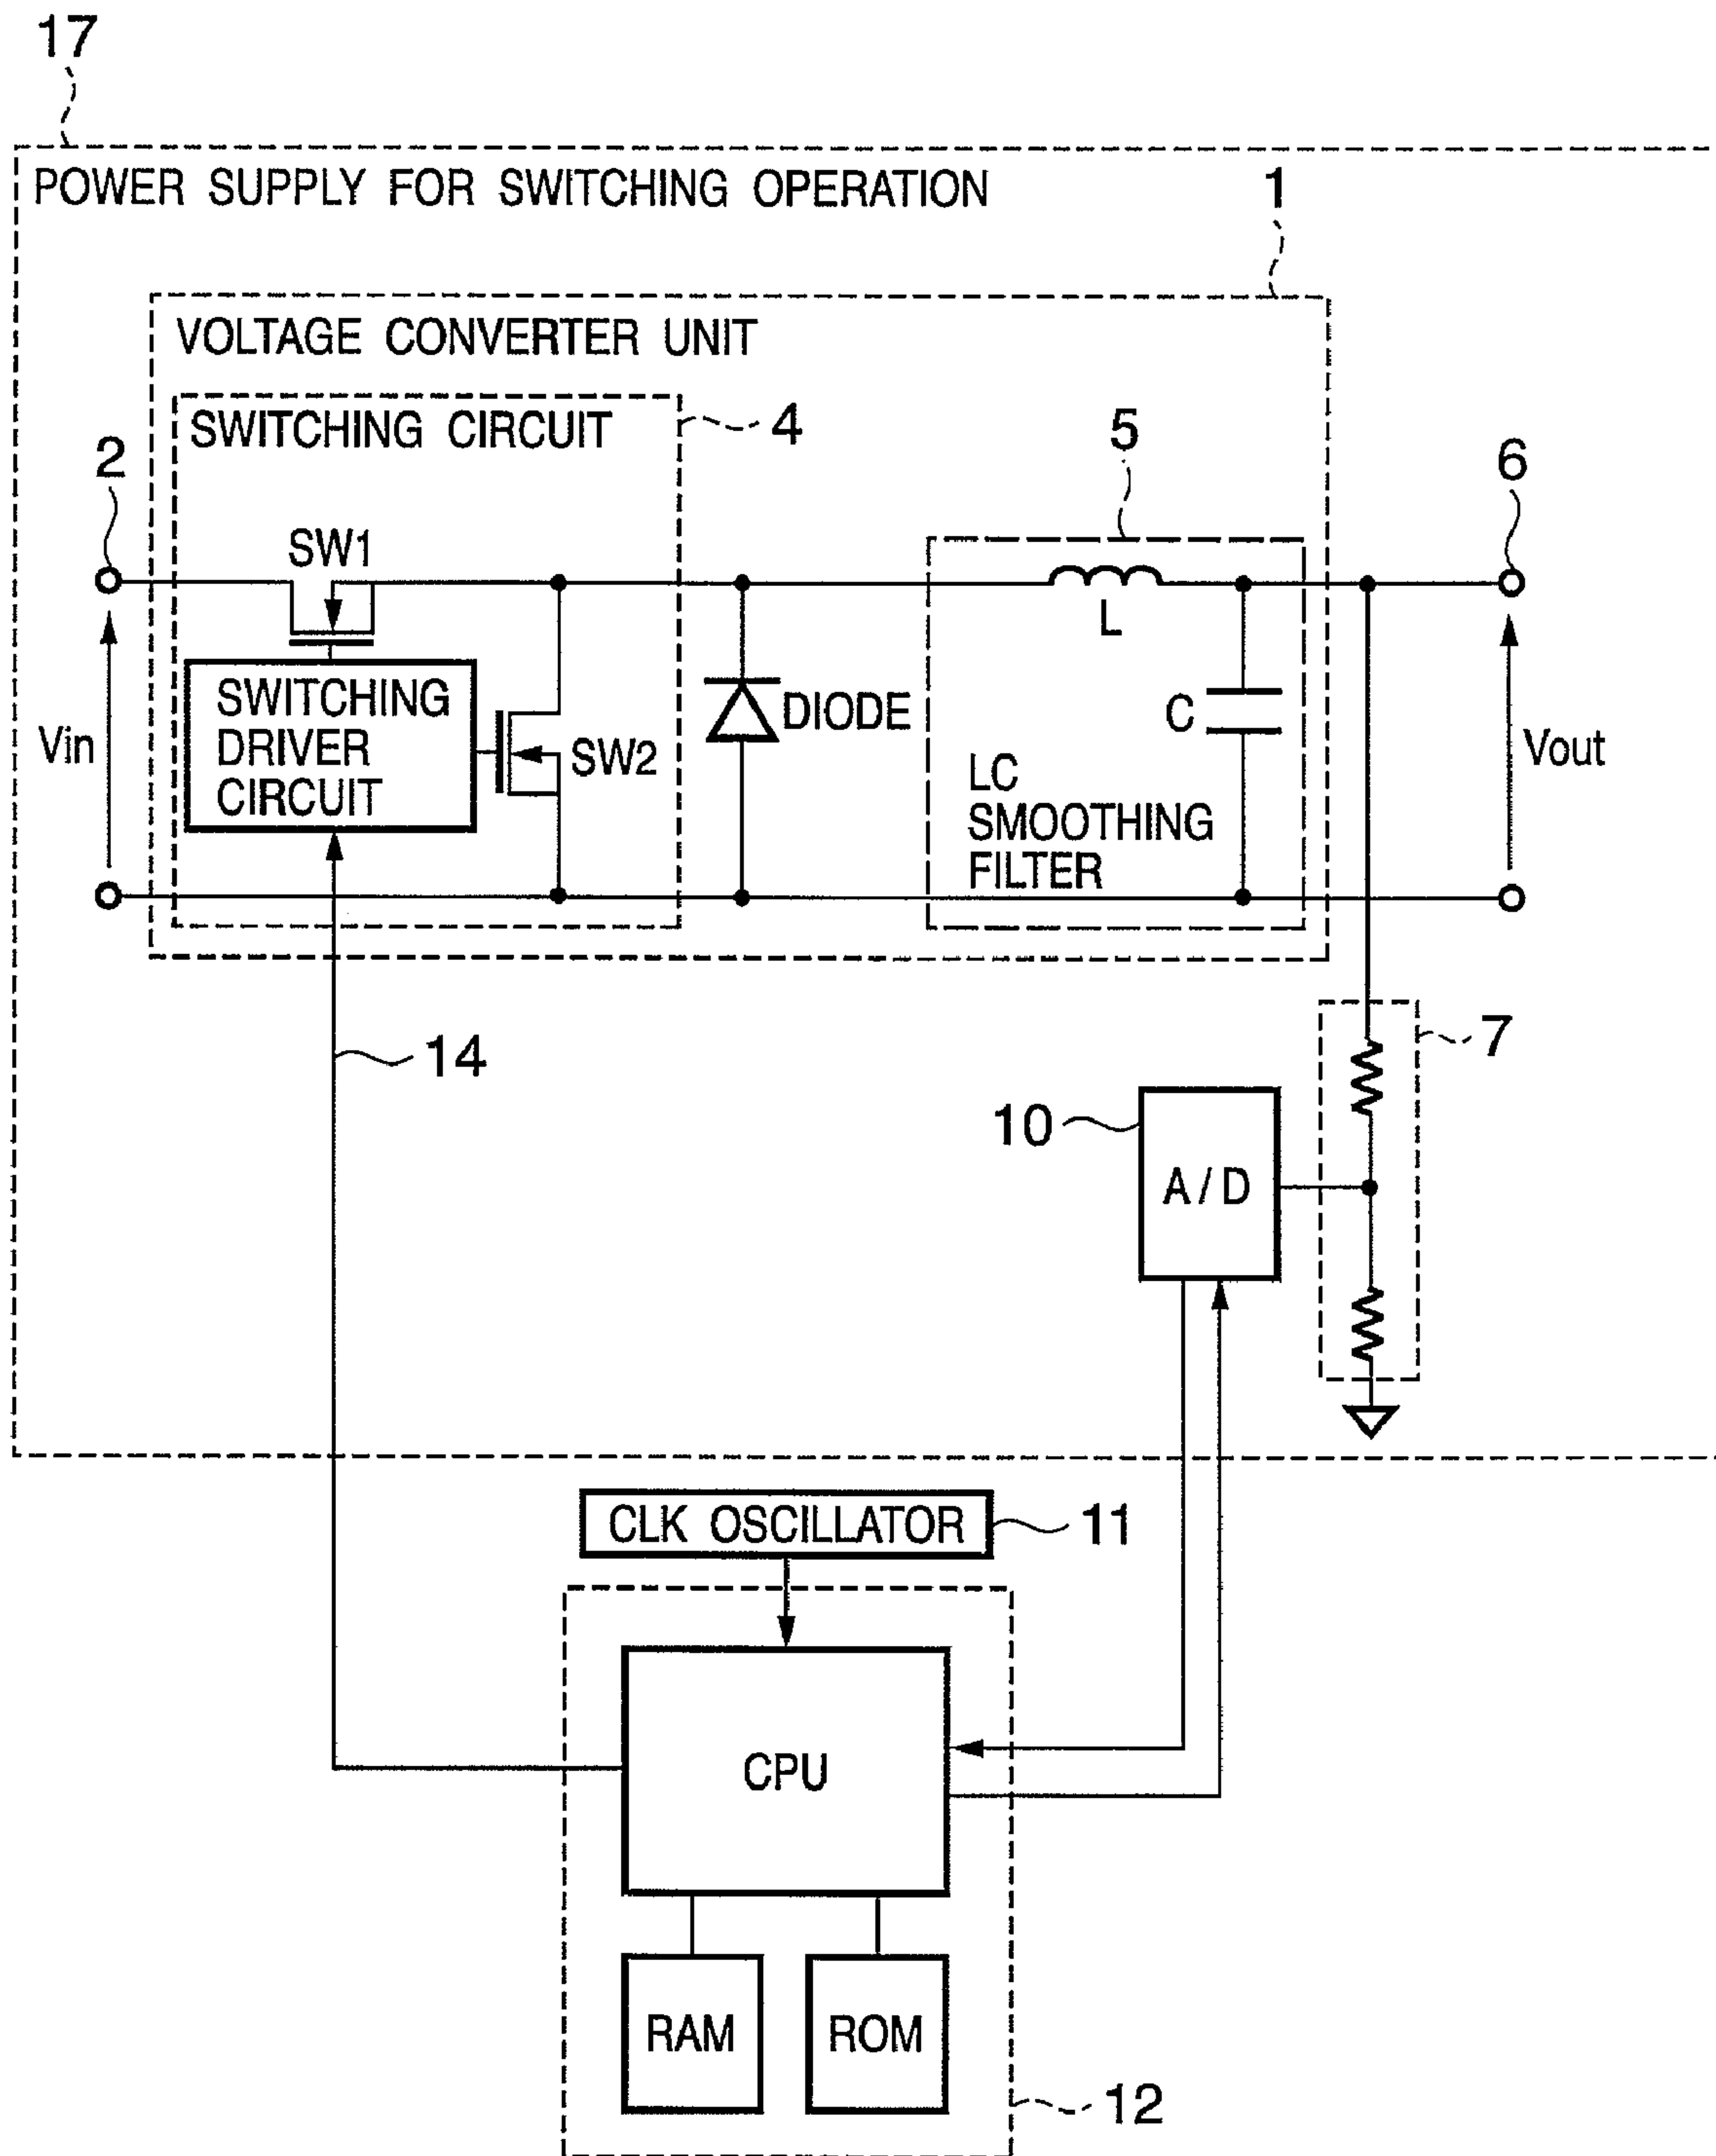 17
POWER SUPPLY FOR SWITCHING OPERATION
1
VOLTAGE CONVERTER UNIT
SWITCHING CIRCUIT
4
5
2
6
SW1
L
SWITCHING
DRIVER
CIRCUIT
SW2
DIODE
C
Vin
Vout
LC
SMOOTHING
FILTER
14
7
10
A/D
CLK OSCILLATOR
11
CPU
RAM
ROM
12